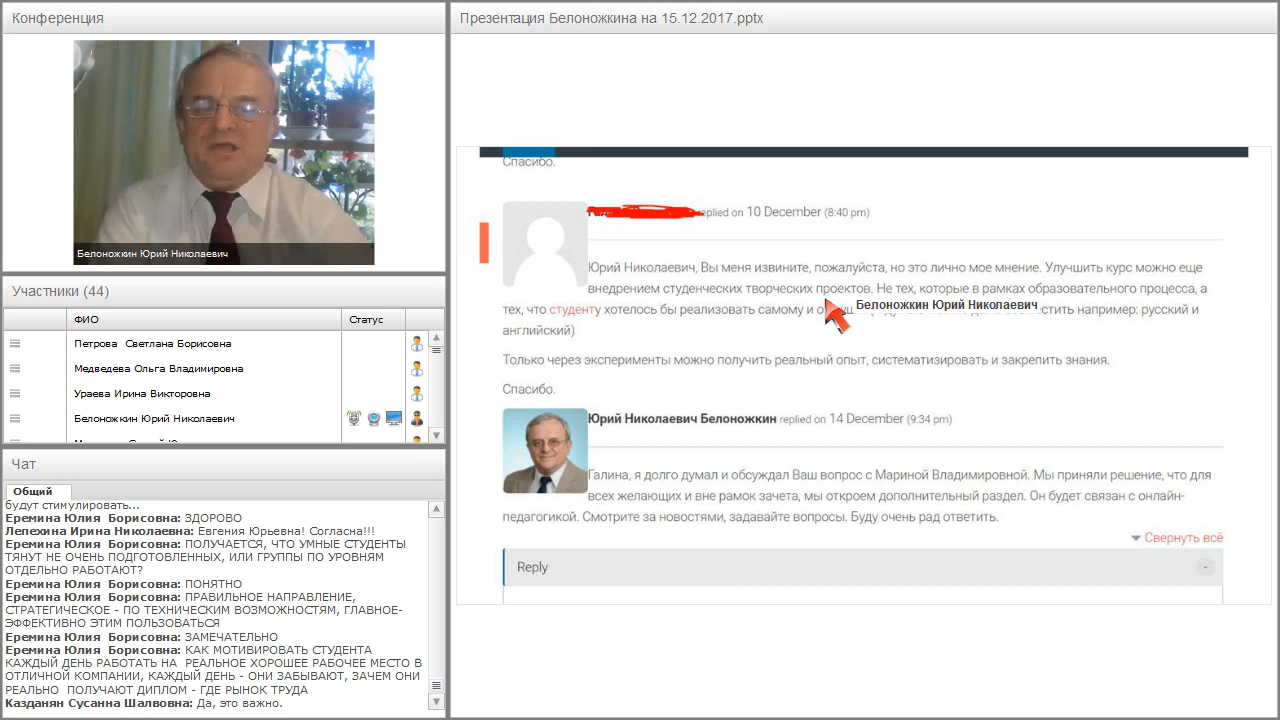 Конференция
Белоножкин Юрий Николаевич
Участники (44)
ФИО
Статус
Петрова Светлана Борисовна
Медведева Ольга Владимировна
Ураева Ирина Викторовна
Белоножкин Юрий Николаевич
Чат
Общий
будут стимулировать...
Еремина Юлия Борисовна: ЗДОРОВО
Лепехина Ирина Николаевна: Евгения Юрьевна! Согласна!!!
Еремина Юлия Борисовна: ПОЛУЧАЕТСЯ, ЧТО УМНЫЕ СТУДЕНТЫ
ТЯНУТ НЕ ОЧЕНЬ ПОДГОТОВЛЕННЫХ, ИЛИ ГРУППЫ ПО УРОВНЯМ
ОТДЕЛЬНО РАБОТАЮТ?
Еремина Юлия Борисовна: ПОНЯТНО
Еремина Юлия Борисовна: ПРАВИЛЬНОЕ НАПРАВЛЕНИЕ,
СТРАТЕГИЧЕСКОЕ - ПО ТЕХНИЧЕСКИМ ВОЗМОЖНОСТЯМ, ГЛАВНОЕ-
ЭФФЕКТИВНО ЭТИМ ПОЛЬЗОВАТЬСЯ
Еремина Юлия Борисовна: ЗАМЕЧАТЕЛЬНО
Еремина Юлия Борисовна: КАК МОТИВИРОВАТЬ СТУДЕНТА
КАЖДЫЙ ДЕНЬ РАБОТАТЬ НА РЕАЛЬНОЕ ХОРОШЕЕ РАБОЧЕЕ МЕСТО В
ОТЛИЧНОЙ КОМПАНИИ, КАЖДЫЙ ДЕНЬ - ОНИ ЗАБЫВАЮТ, ЗАЧЕМ ОНИ
РЕАЛЬНО ПОЛУЧАЮТ ДИПЛОМ - ГДЕ РЫНОК ТРУДА
Казданян Сусанна Шалвовна: Да, это важно.
Презентация Белоножкина на 15.12.2017.pptx
Спасибо.
replied on 10 December (8:40 pm)
Юрий Николаевич, Вы меня извините, пожалуйста, но это лично мое мнение. Улучшить курс можно еще
внедрением студенческих творческих проектов. Не тех, которые в рамках образовательного процесса, а
тех, что студенту хотелось бы реализовать самому и например: русский и
Белоножкин Юрий Николаевич
английский)
Только через эксперименты можно получить реальный опыт, систематизировать и закрепить знания.
Спасибо.
Юрий Николаевич Белоножкин replied on 14 December (9:34 pm)
Галина, я долго думал и обсуждал Ваш вопрос с Мариной Владимировной. Мы приняли решение, что для
всех желающих и вне рамок зачета, мы откроем дополнительный раздел. Он будет связан с онлайн-
педагогикой. Смотрите за новостями, задавайте вопросы. Буду очень рад ответить.
Свернуть всё
Reply